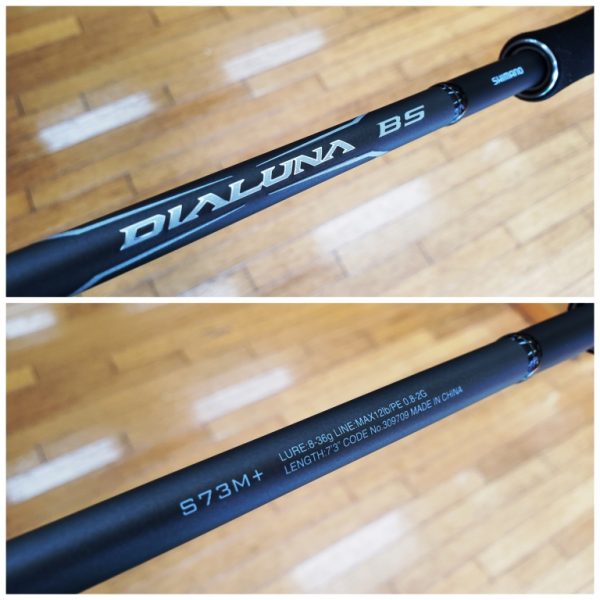 DIALUNA BS
SHIMANO
S73M+
LURE:8-36g LINE:MAX12lb/PE 0.8-2G
LENGTH:7'3" CODE No.309709 MADE IN CHINA